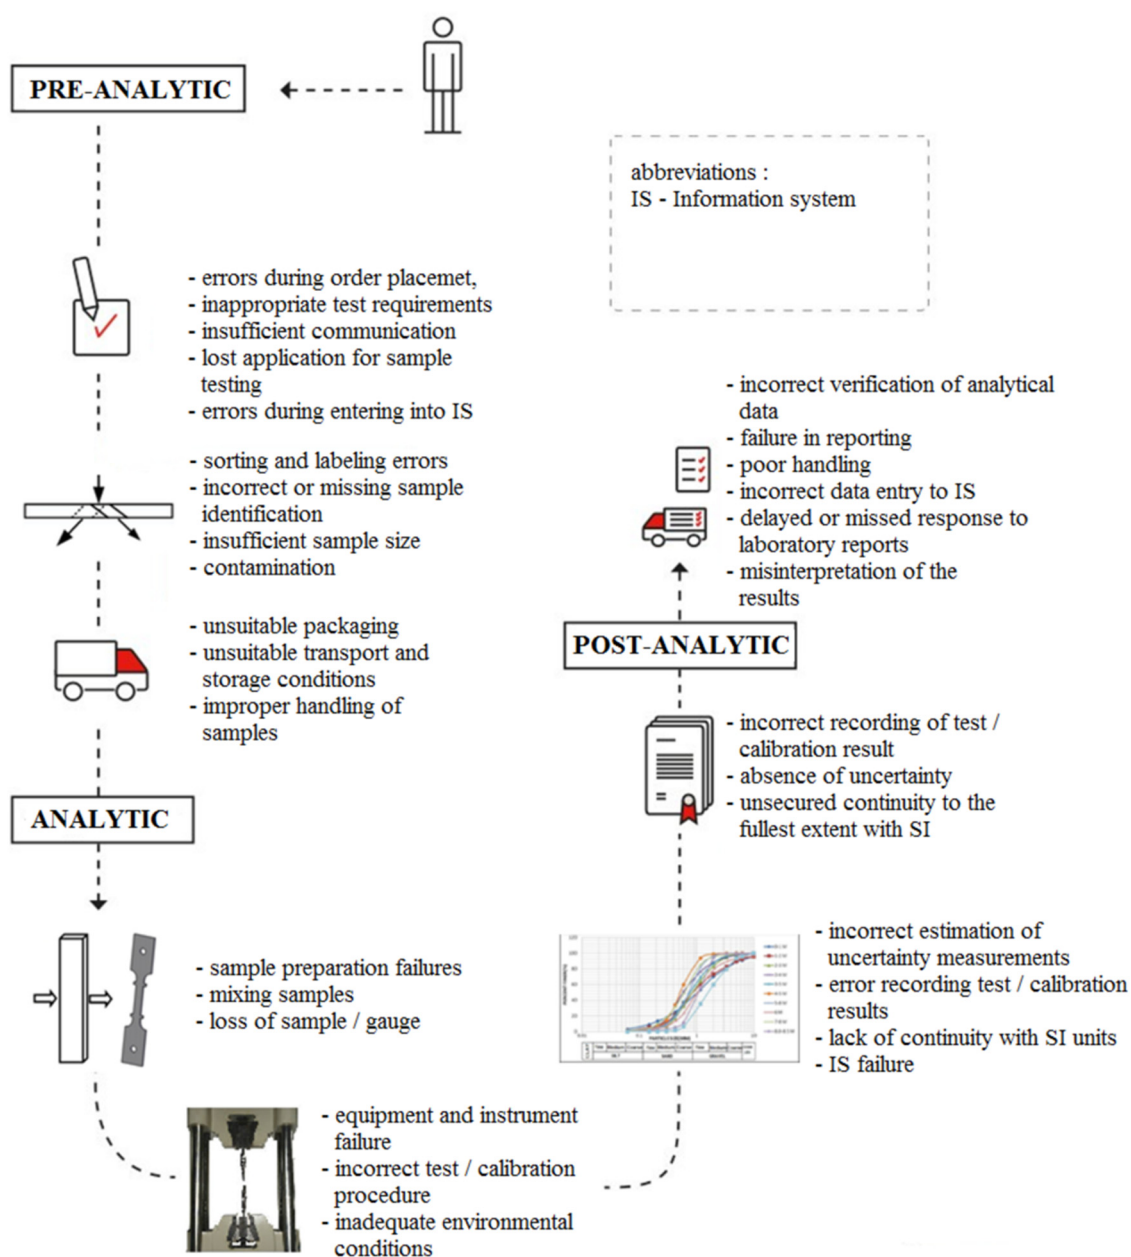 PRE-ANALYTIC
abbreviations :
IS - Information system
- errors during order placemet,
- inappropriate test requirements
- insufficient communication
- lost application for sample
testing
- errors during entering into IS
- sorting and labeling errors
- incorrect or missing sample
identification
- insufficient sample size
- contamination
- unsuitable packaging
- unsuitable transport and
storage conditions
- improper handling of
samples
ANALYTIC
- sample preparation failures
- mixing samples
- loss of sample / gauge
- equipment and instrument
failure
- incorrect test / calibration
procedure
- inadequate environmental
conditions
- incorrect estimation of
uncertainty measurements
- error recording test / calibration
results
- lack of continuity with SI units
- IS failure
120
100
80
60
40
20
0
- incorrect recording of test /
calibration result
- absence of uncertainty
- unsecured continuity to the
fullest extent with SI
POST-ANALYTIC
- incorrect verification of analytical
data
- failure in reporting
- poor handling
- incorrect data entry to IS
- delayed or missed response to
laboratory reports
- misinterpretation of the
results